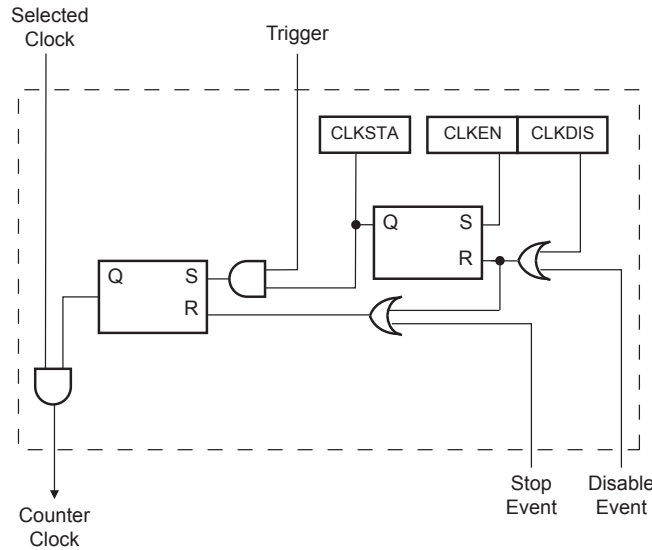 Selected
Clock
Trigger
CLKSTA
CLKEN
CLKDIS
Q
S
R
Q
S
R
Stop
Event
Disable
Event
Counter
Clock